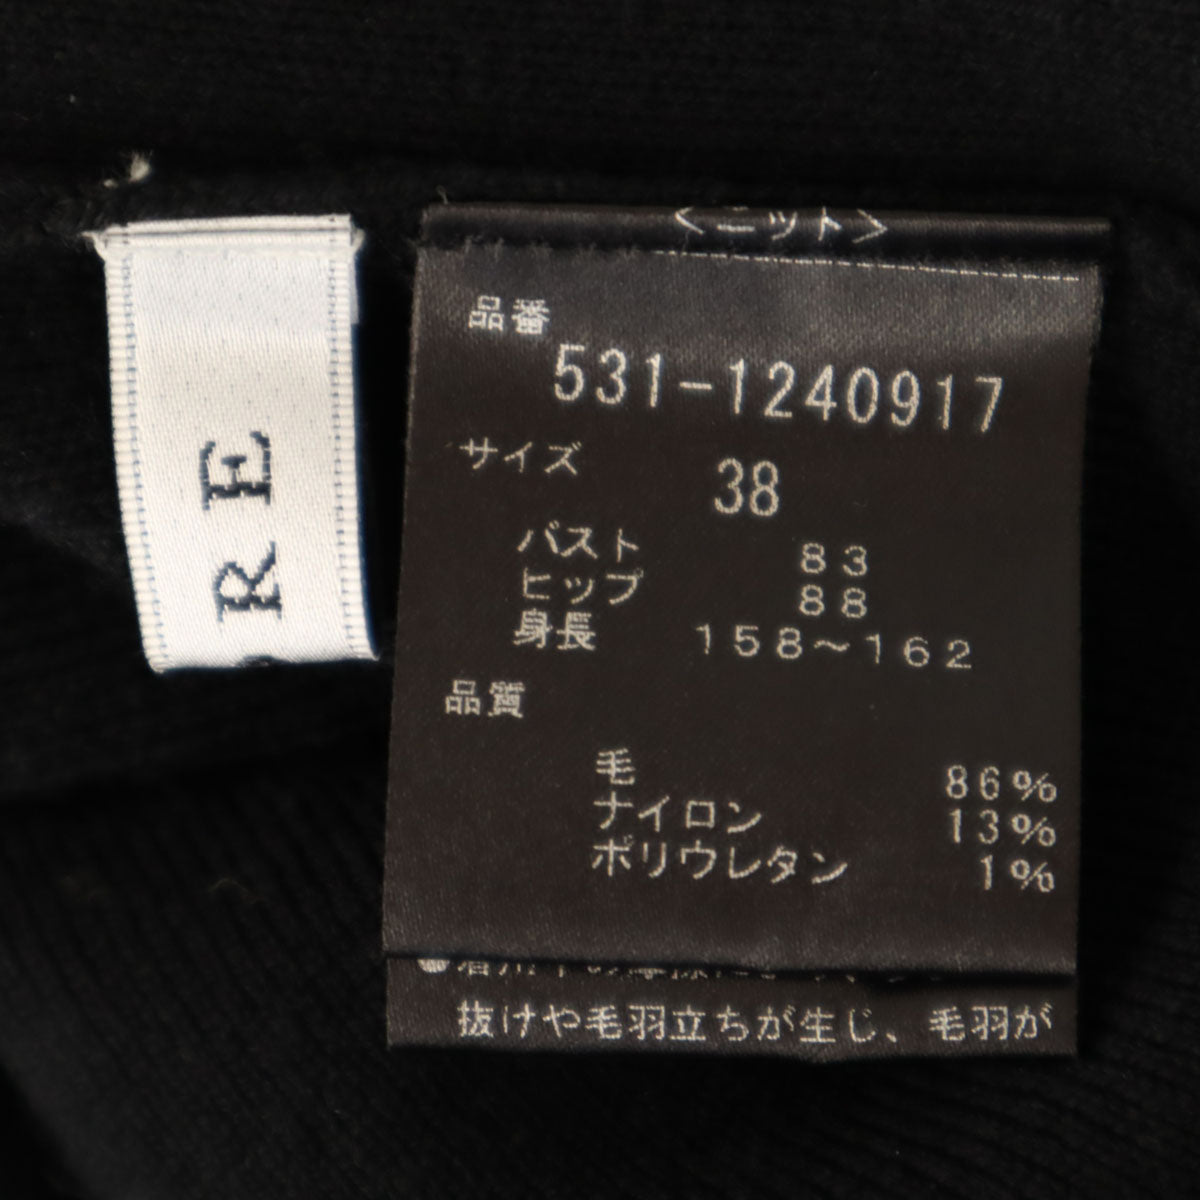 R E
<ニット>
品番
531-1240917
サイズ 38
バスト 83
ヒップ 88
身長 158～162
品質
毛 86%
ナイロン 13%
ポリウレタン 1%
抜けや毛羽立ちが生じ、毛羽が